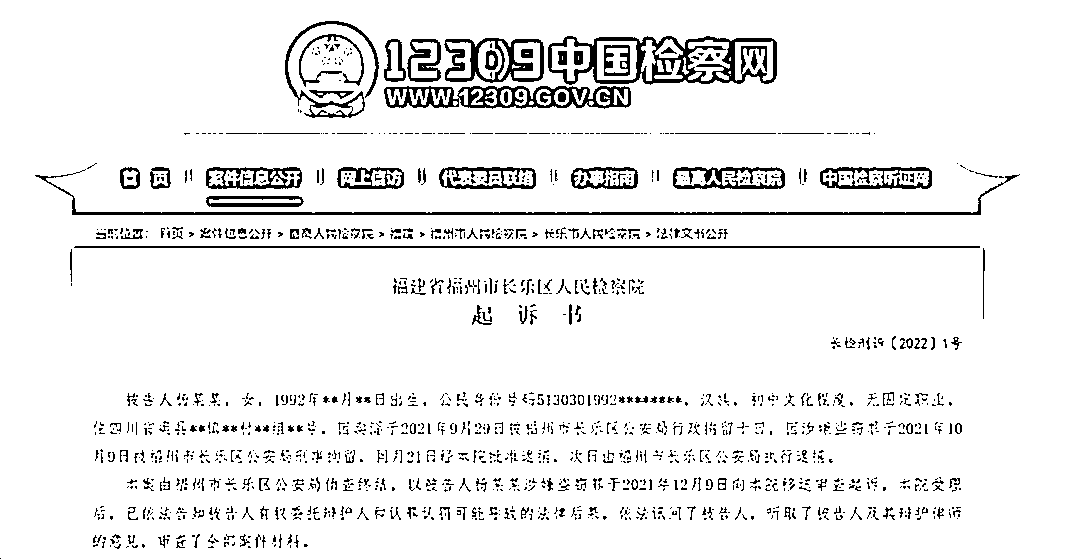 12309中国检察网
WWW.12309.GOV.CN
首 页 案件信息公开 网上信访 代表委员联络 办事指南 最高人民检察院 中国检察听证网
当前位置: 首页 > 案件信息公开 > 最高人民检察院 > 福建 > 福州市人民检察院 > 长乐市人民检察院 > 法律文书公开
福建省福州市长乐区人民检察院
起 诉 书
长检刑诉〔2022〕1号
被告人杨某某，女，1992年**月**日出生，公民身份号码5130301992********，汉族，初中文化程度，无固定职业，
住四川省渠县**镇**村**组**号。因卖淫于2021年9月29日被福州市长乐区公安局行政拘留十日，因涉嫌盗窃罪于2021年10
月9日被福州市长乐区公安局刑事拘留，同月21日经本院批准逮捕，次日由福州市长乐区公安局执行逮捕。
本案由福州市长乐区公安局侦查终结，以被告人杨某某涉嫌盗窃罪于2021年12月9日向本院移送审查起诉。本院受理
后，已依法告知被告人有权委托辩护人和认罪认罚可能导致的法律后果，依法讯问了被告人，听取了被告人及其辩护律师
的意见，审查了全部案件材料。